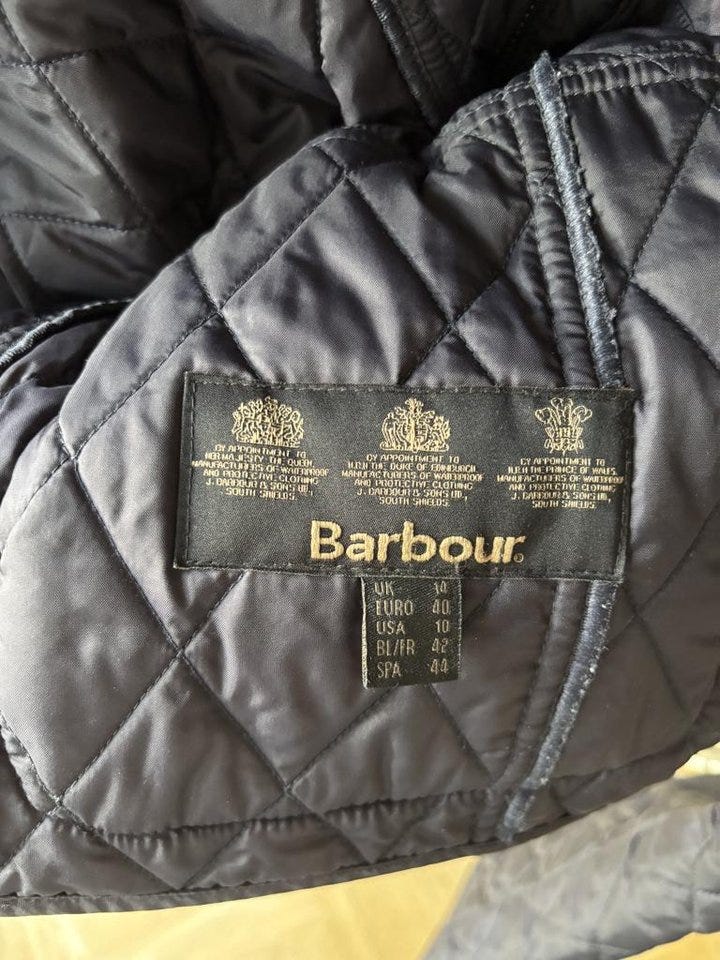 BY APPOINTMENT TO
HER MAJESTY THE QUEEN
MANUFACTURERS OF WATERPROOF
AND PROTECTIVE CLOTHING
J. BARBOUR & SONS LTD,
SOUTH SHIELDS
BY APPOINTMENT TO
H.R.H THE DUKE OF EDINBURGH
MANUFACTURERS OF WATERPROOF
AND PROTECTIVE CLOTHING
J. BARBOUR & SONS LTD,
SOUTH SHIELDS
BY APPOINTMENT TO
H.R.H THE PRINCE OF WALES
MANUFACTURERS OF WATERPROOF
AND PROTECTIVE CLOTHING
J. BARBOUR & SONS LTD,
SOUTH SHIELDS
Barbour
UK 14
EURO 40
USA 10
BL/FR 42
SPA 44